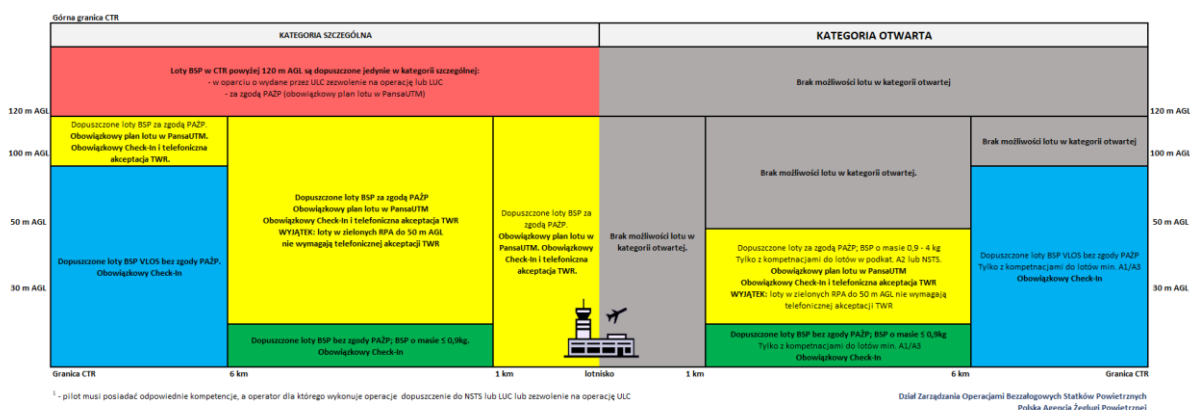 Górna granica CTR
KATEGORIA SZCZEGÓLNA
KATEGORIA OTWARTA
Loty BSP w CTR powyżej 120 m AGL są dopuszczone jedynie w kategorii szczególnej:
- w oparciu o wydane przez ULC zezwolenie na operację lub LUC
- za zgodą PAŻP (obowiązkowy plan lotu w PansaUTM)
Brak możliwości lotu w kategorii otwartej
120 m AGL
120 m AGL
Dopuszczone loty BSP za zgodą PAŻP.
Obowiązkowy plan lotu w PansaUTM.
Obowiązkowy Check-In i telefoniczna
akceptacja TWR.
Brak możliwości lotu w kategorii otwartej
100 m AGL
100 m AGL
Brak możliwości lotu w kategorii otwartej.
Dopuszczone loty BSP za zgodą PAŻP
Obowiązkowy plan lotu w PansaUTM
Obowiązkowy Check-In i telefoniczna akceptacja TWR
WYJĄTEK: loty w zielonych RPA do 50 m AGL
nie wymagają telefonicznej akceptacji TWR
Dopuszczone loty BSP za
zgodą PAŻP.
Obowiązkowy plan lotu w
PansaUTM. Obowiązkowy
Check-In i telefoniczna
akceptacja TWR.
Brak możliwości lotu w
kategorii otwartej.
50 m AGL
50 m AGL
Dopuszczone loty BSP VLOS bez zgody PAŻP.
Obowiązkowy Check-In
Dopuszczone loty za zgodą PAŻP; BSP o masie 0,9 - 4 kg
Tylko z kompetnacjami do lotów w podkat. A2 lub NSTS.
Obowiązkowy plan lotu w PansaUTM
Obowiązkowy Check-In i telefoniczna akceptacja TWR
WYJĄTEK: loty w zielonych RPA do 50 m AGL nie wymagają
telefonicznej akceptacji TWR
Dopuszczone loty BSP VLOS bez zgody PAŻP
Tylko z kompetnacjami do lotów min. A1/A3
Obowiązkowy Check-In
30 m AGL
30 m AGL
Dopuszczone loty BSP bez zgody PAŻP; BSP o masie ≤ 0,9kg.
Obowiązkowy Check-In
Dopuszczone loty BSP bez zgody PAŻP; BSP o masie ≤ 0,9kg
Tylko z kompetnacjami do lotów min. A1/A3
Obowiązkowy Check-In
Granica CTR
6 km
1 km
lotnisko
1 km
6 km
Granica CTR
1 - pilot musi posiadać odpowiednie kompetencje, a operator dla którego wykonuje operacje dopuszczenie do NSTS lub LUC lub zezwolenie na operację ULC
Dział Zarządzania Operacjami Bezzałogowych Statków Powietrznych
Polska Agencja Żeglugi Powietrznej